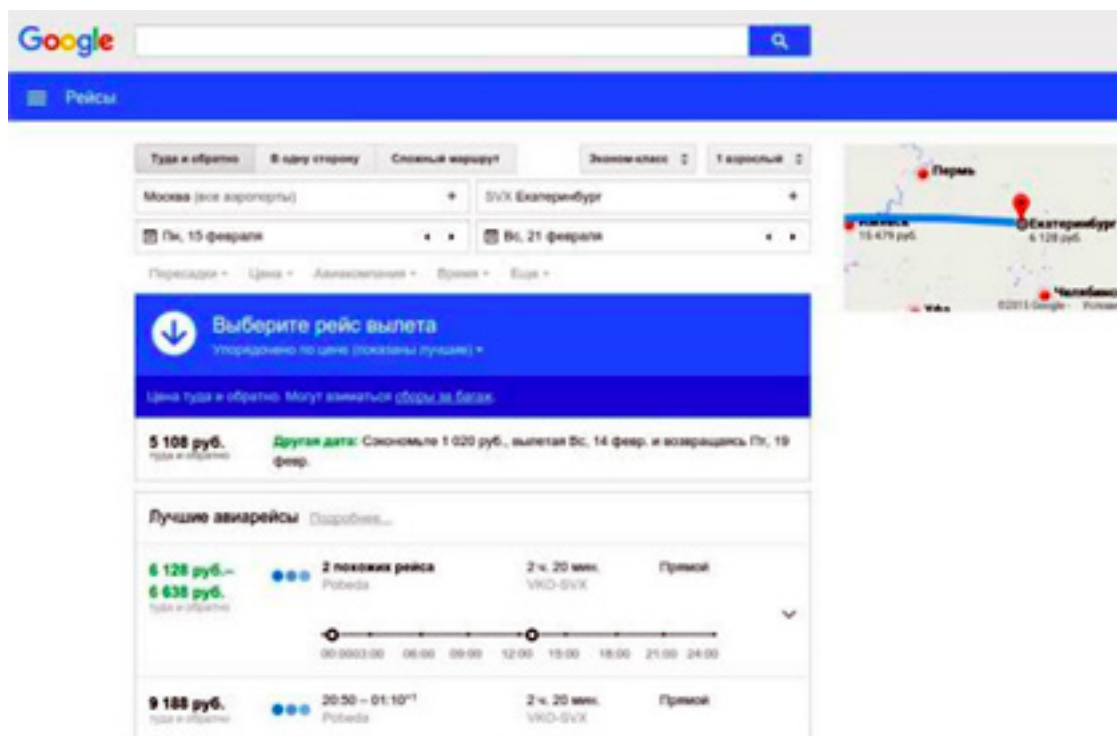 Google
Рейсы
Туда и обратно В одну сторону Сложный маршрут Эконом-класс 1 взрослый
Москва (все аэропорты) + SVX Екатеринбург +
Пн, 15 февраля Вс, 21 февраля
Пересадки Цена Авиакомпания Время Еще
Выберите рейс вылета
Упорядочено по цене (показаны лучшие)
Цена туда и обратно. Могут взиматься сборы за багаж.
5 108 руб. Другая дата: Сэкономьте 1 020 руб., вылетая Вс, 14 февр. и возвращаясь Пт, 19
туда и обратно февр.
Лучшие авиарейсы Подробнее...
6 128 руб.– 2 похожих рейса 2 ч. 20 мин. Прямой
6 638 руб. Pobeda VKO-SVX
туда и обратно
00:0003:00 06:00 09:00 12:00 15:00 18:00 21:00 24:00
9 188 руб. 20:50 – 01:10⁺¹ 2 ч. 20 мин. Прямой
туда и обратно Pobeda VKO-SVX
Пермь
Ижевск
15 479 руб.
Екатеринбург
6 128 руб.
Челябинск
Уфа
©2015 Google